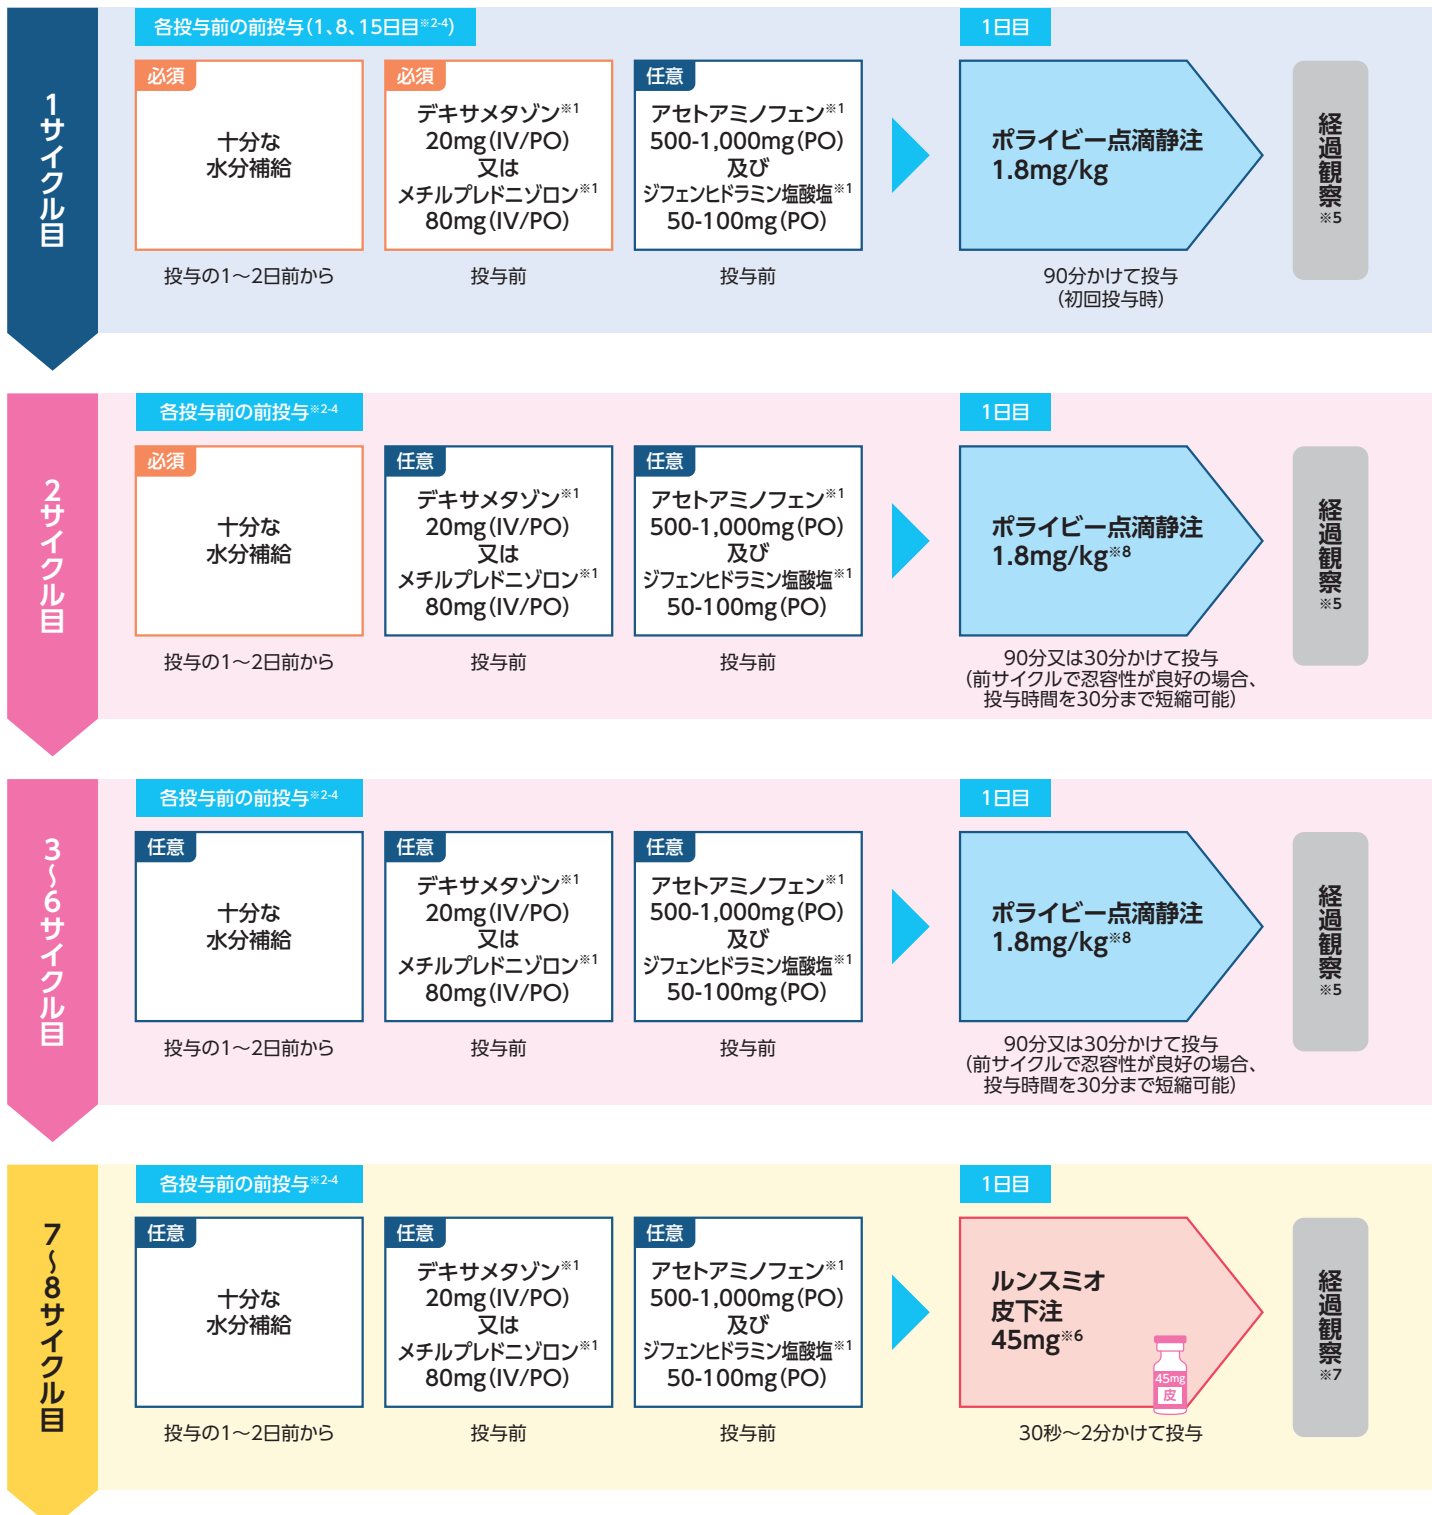 1サイクル目
各投与前の前投与(1、8、15日目※2-4)
必須
十分な
水分補給
投与の1〜2日前から
必須
デキサメタゾン※1
20mg(IV/PO)
又は
メチルプレドニゾロン※1
80mg(IV/PO)
投与前
任意
アセトアミノフェン※1
500-1,000mg(PO)
及び
ジフェンヒドラミン塩酸塩※1
50-100mg(PO)
投与前
1日目
ポライビー点滴静注
1.8mg/kg
90分かけて投与
(初回投与時)
経過観察※5
2サイクル目
各投与前の前投与※2-4
必須
十分な
水分補給
投与の1〜2日前から
任意
デキサメタゾン※1
20mg(IV/PO)
又は
メチルプレドニゾロン※1
80mg(IV/PO)
投与前
任意
アセトアミノフェン※1
500-1,000mg(PO)
及び
ジフェンヒドラミン塩酸塩※1
50-100mg(PO)
投与前
1日目
ポライビー点滴静注
1.8mg/kg※8
90分又は30分かけて投与
(前サイクルで忍容性が良好の場合、
投与時間を30分まで短縮可能)
経過観察※5
3〜6サイクル目
各投与前の前投与※2-4
任意
十分な
水分補給
投与の1〜2日前から
任意
デキサメタゾン※1
20mg(IV/PO)
又は
メチルプレドニゾロン※1
80mg(IV/PO)
投与前
任意
アセトアミノフェン※1
500-1,000mg(PO)
及び
ジフェンヒドラミン塩酸塩※1
50-100mg(PO)
投与前
1日目
ポライビー点滴静注
1.8mg/kg※8
90分又は30分かけて投与
(前サイクルで忍容性が良好の場合、
投与時間を30分まで短縮可能)
経過観察※5
7〜8サイクル目
各投与前の前投与※2-4
任意
十分な
水分補給
投与の1〜2日前から
任意
デキサメタゾン※1
20mg(IV/PO)
又は
メチルプレドニゾロン※1
80mg(IV/PO)
投与前
任意
アセトアミノフェン※1
500-1,000mg(PO)
及び
ジフェンヒドラミン塩酸塩※1
50-100mg(PO)
投与前
1日目
ルンスミオ
皮下注
45mg※6
45mg
皮
30秒〜2分かけて投与
経過観察※7